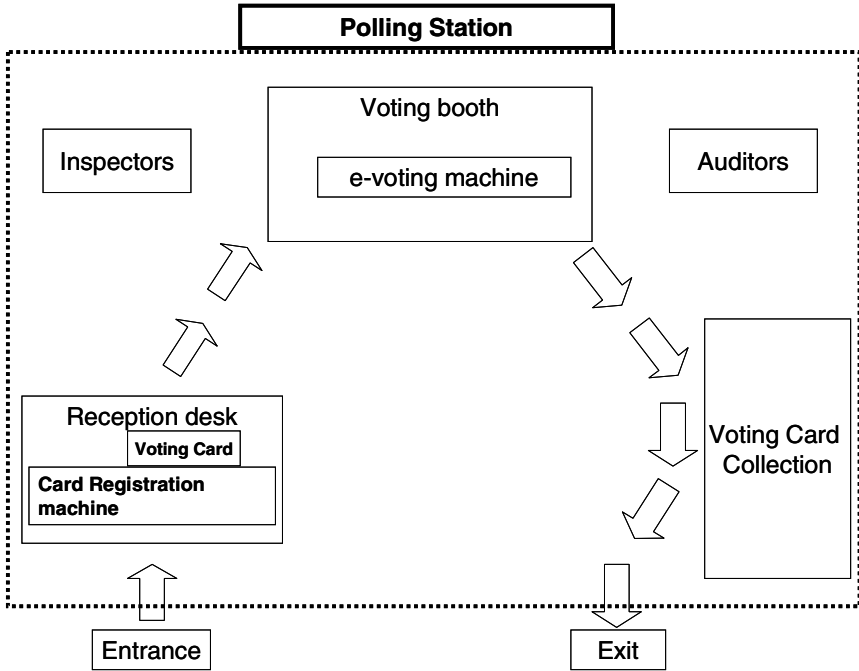 Polling Station
Voting booth
Inspectors
e-voting machine
Auditors
Reception desk
Voting Card
Card Registration
machine
Voting Card
Collection
Entrance
Exit